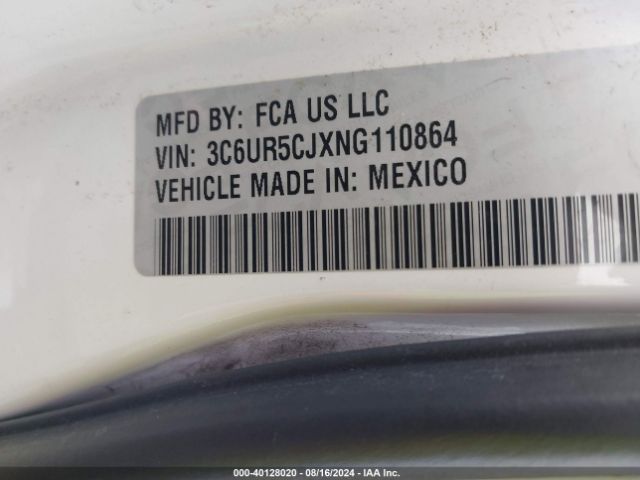 MFD BY: FCA US LLC
VIN: 3C6UR5CJXNG110864
VEHICLE MADE IN: MEXICO
000-40128020 - 08/16/2024 - IAA Inc.